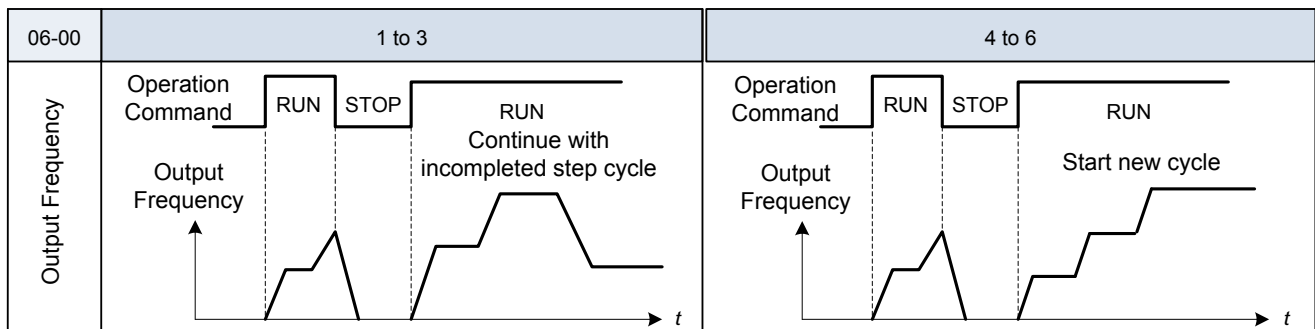 06-00
1 to 3
4 to 6
Output Frequency
Operation
Command
RUN
STOP
RUN
Continue with
incompleted step cycle
Output
Frequency
t
Operation
Command
RUN
STOP
RUN
Start new cycle
Output
Frequency
t